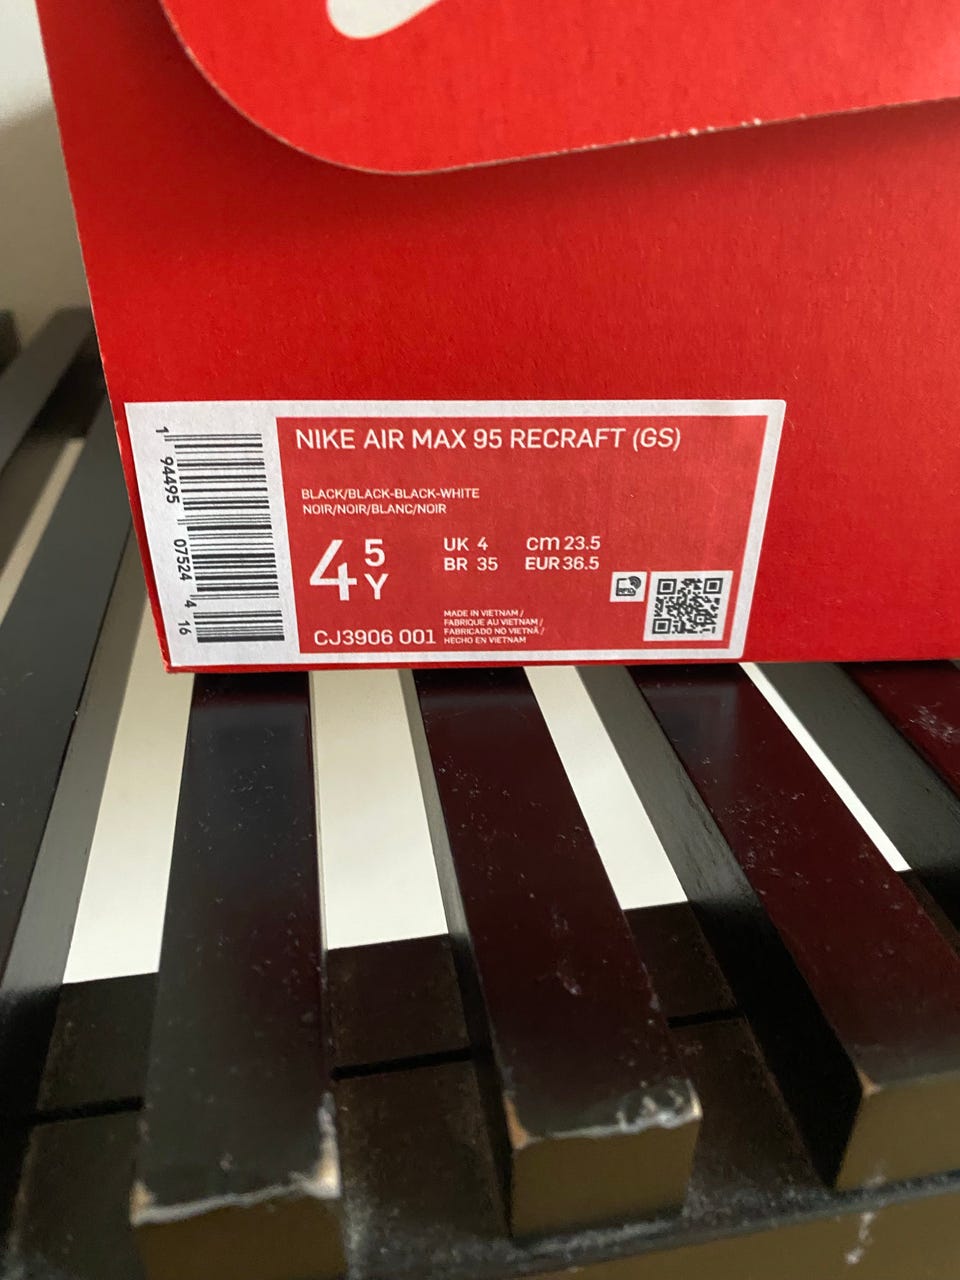 NIKE AIR MAX 95 RECRAFT (GS)
BLACK/BLACK-BLACK-WHITE
NOIR/NOIR/BLANC/NOIR
4 5 Y
UK 4 cm 23.5
BR 35 EUR 36.5
CJ3906 001
MADE IN VIETNAM /
FABRIQUE AU VIETNAM /
FABRICADO NO VIETNÃ /
HECHO EN VIETNAM
RFID
1 94495 07524 4 16